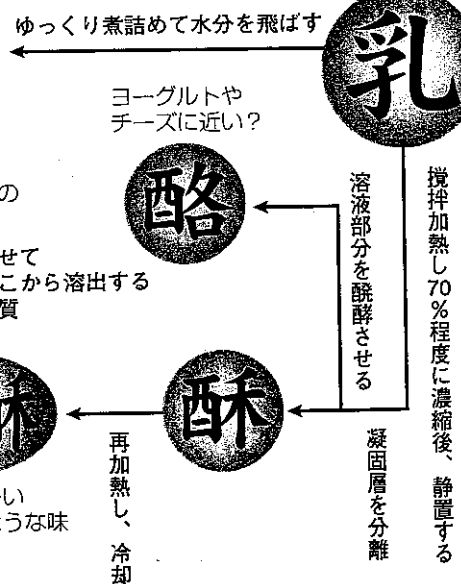 ゆっくり煮詰めて水分を飛ばす
乳
ヨーグルトや
チーズに近い?
酪
の
せて
こから溶出する
質
溶液部分を醗酵させる
攪拌加熱し70%程度に濃縮後、静置する
酥
凝固層を分離
再加熱し、冷却
い
うな味